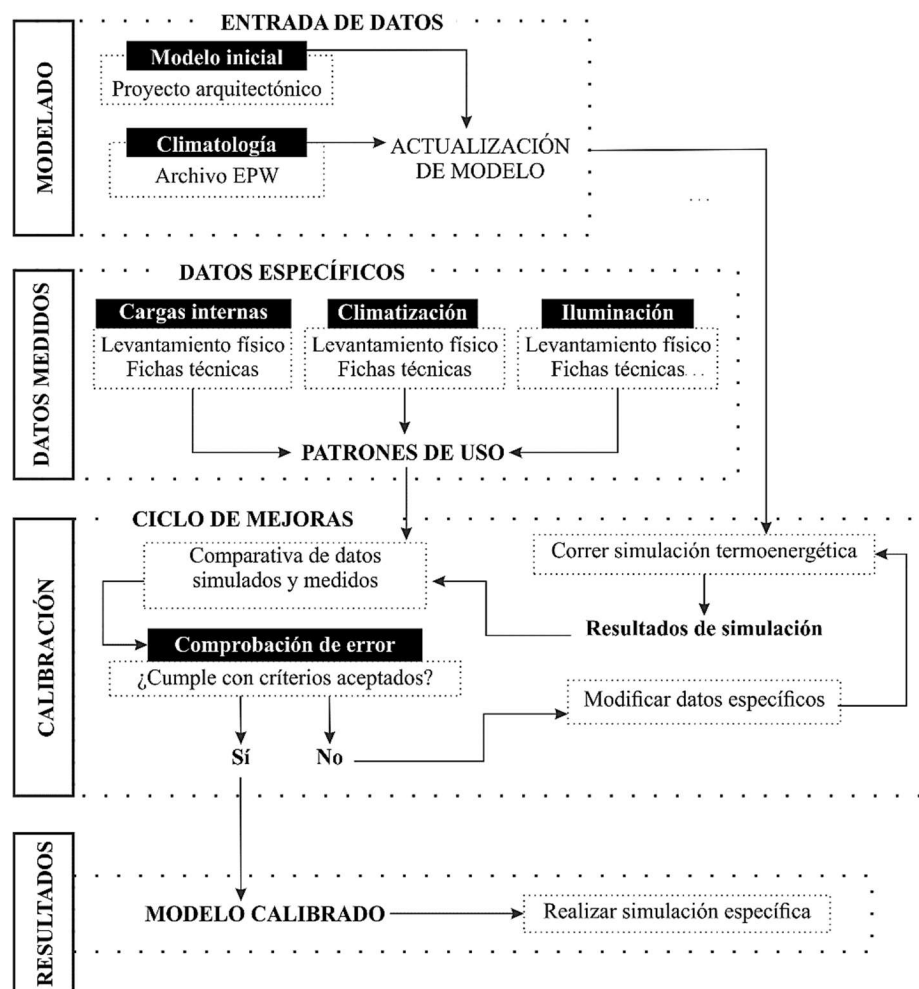 MODELADO
ENTRADA DE DATOS
Modelo inicial
Proyecto arquitectónico
Climatología
Archivo EPW
ACTUALIZACIÓN
DE MODELO
...
DATOS MEDIDOS
DATOS ESPECÍFICOS
Cargas internas
Levantamiento físico
Fichas técnicas
Climatización
Levantamiento físico
Fichas técnicas
Iluminación
Levantamiento físico
Fichas técnicas...
PATRONES DE USO
CALIBRACIÓN
CICLO DE MEJORAS
Comparativa de datos
simulados y medidos
Correr simulación termoenergética
Resultados de simulación
Comprobación de error
¿Cumple con críterios aceptados?
Modificar datos específicos
Sí
No
RESULTADOS
MODELO CALIBRADO
Realizar simulación específica